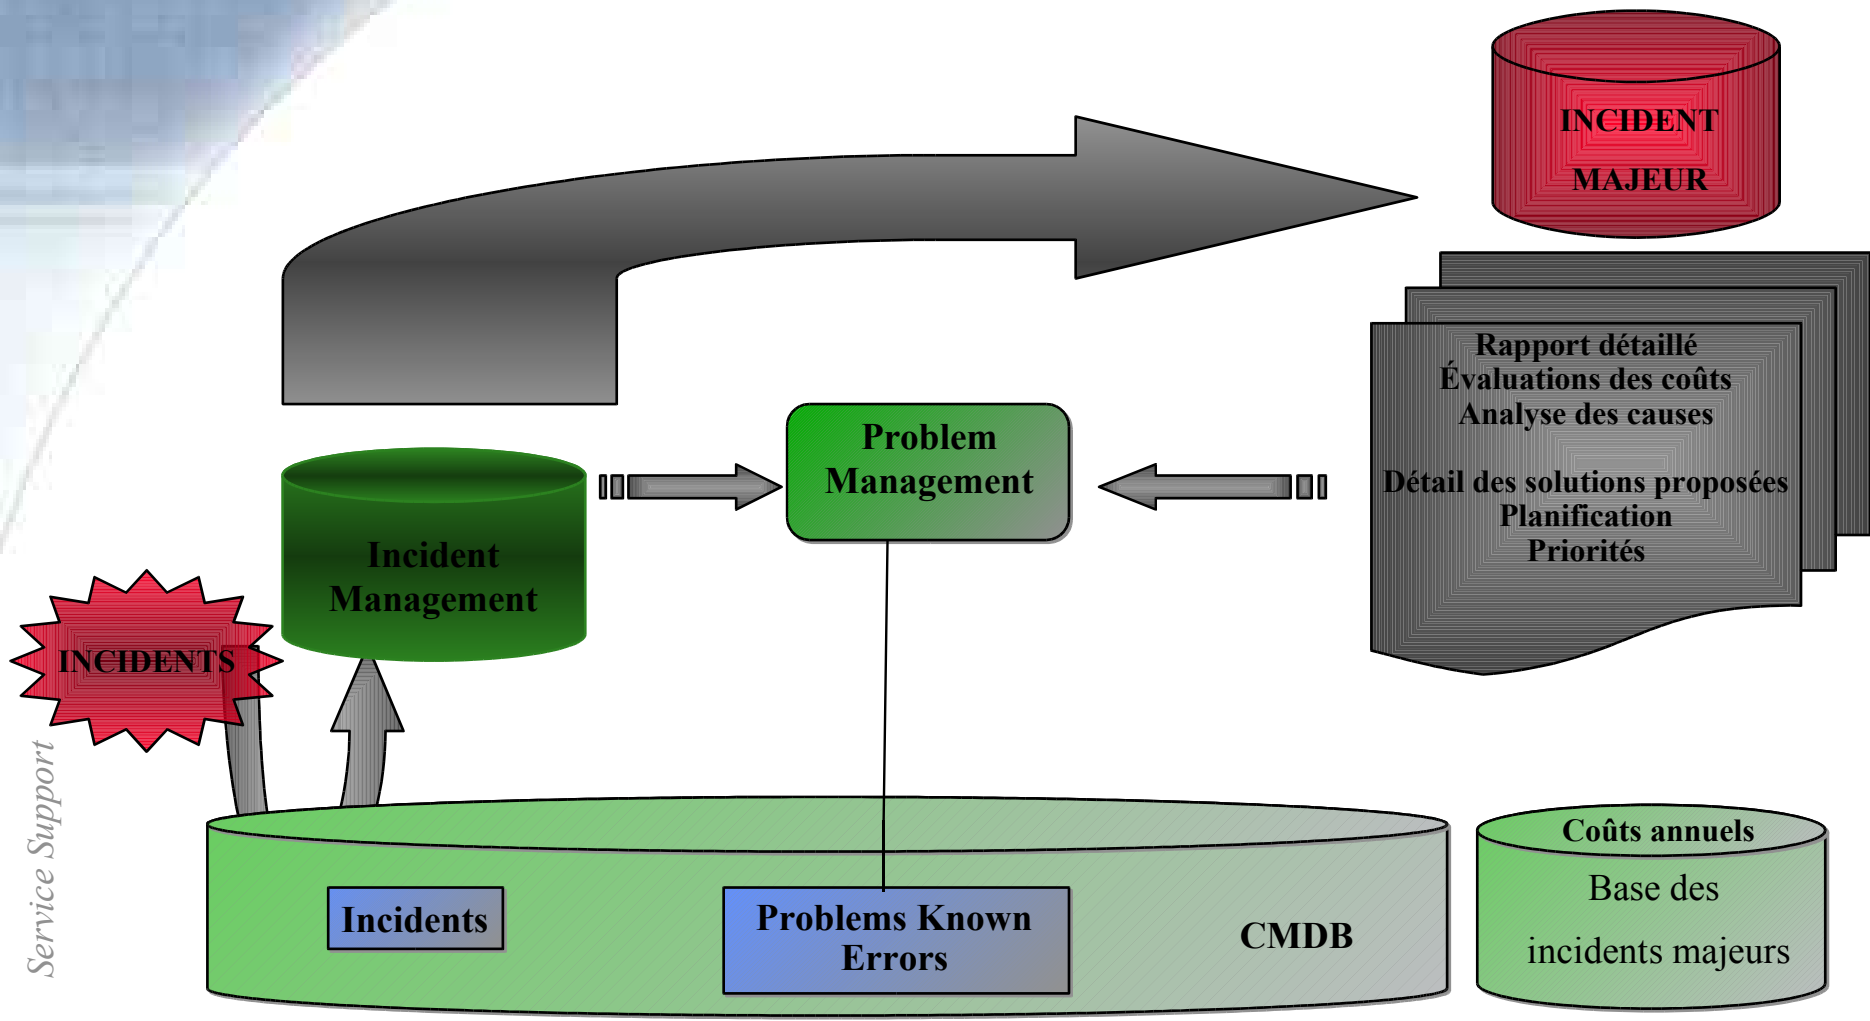 INCIDENT
MAJEUR
Rapport détaillé
Évaluations des coûts
Analyse des causes
Détail des solutions proposées
Planification
Priorités
Problem
Management
Incident
Management
INCIDENTS
Service Support
Incidents
Problems Known
Errors
CMDB
Coûts annuels
Base des
incidents majeurs